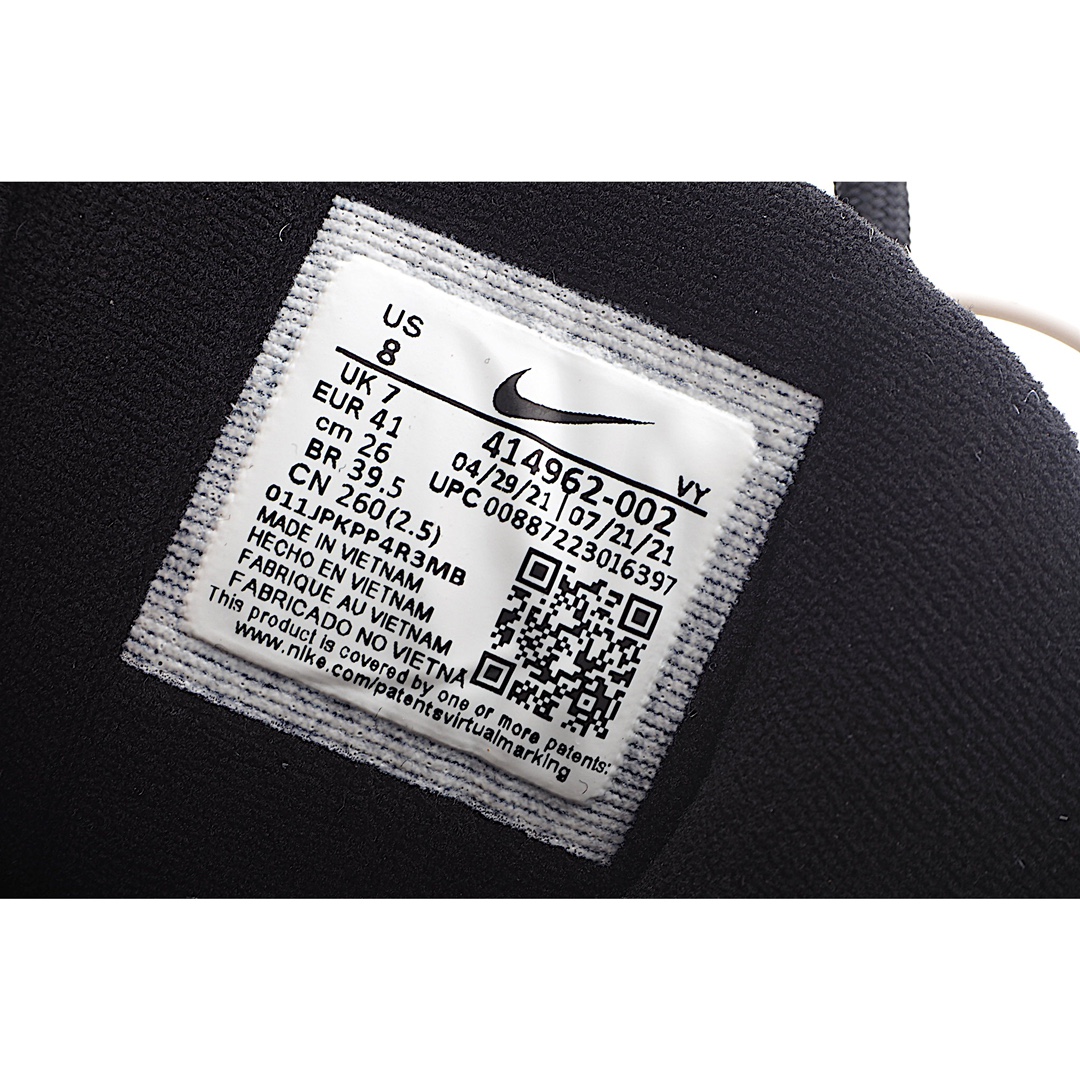 US
8
UK 7
EUR 41
cm 26
BR 39.5
CN 260(2.5)
011JPKPP4R3MB
VY
414962-002
04/29/21|07/21/21
UPC 00887223016397
MADE IN VIETNAM
HECHO EN VIETNAM
FABRIQUE AU VIETNAM
FABRICADO NO VIETNÃ
This product is covered by one or more patents:
www.nike.com/patentsvirtualmarking